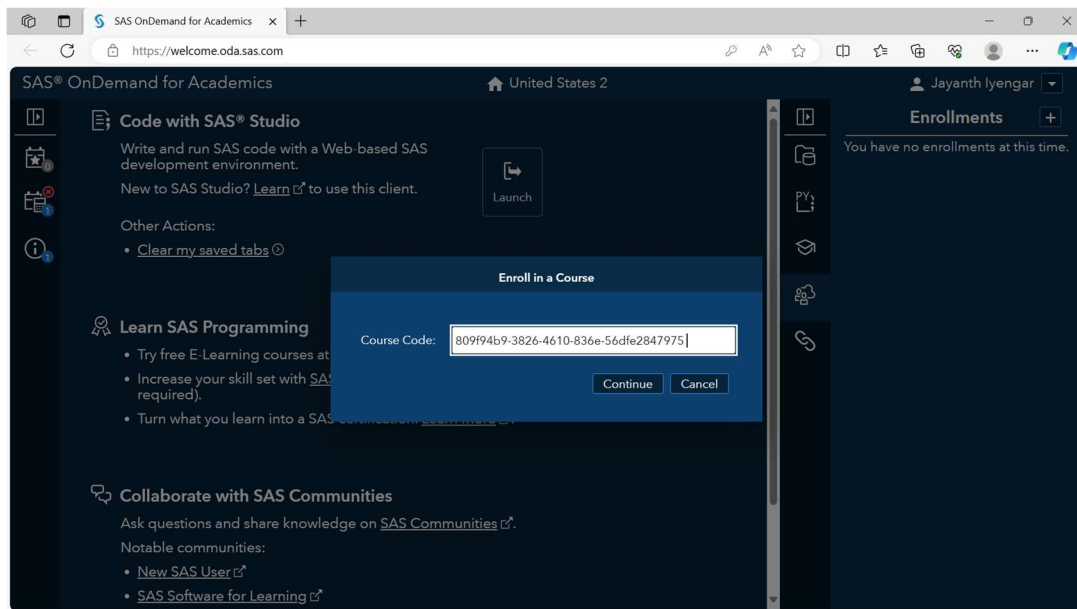 SAS OnDemand for Academics
https://welcome.oda.sas.com
SAS® OnDemand for Academics
United States 2
Jayanth Iyengar
Code with SAS® Studio
Write and run SAS code with a Web-based SAS
development environment.
New to SAS Studio? Learn to use this client.
Launch
Other Actions:
• Clear my saved tabs
0
1
1
PY
Enrollments
+
You have no enrollments at this time.
Enroll in a Course
Course Code:
809f94b9-3826-4610-836e-56dfe2847975
Continue
Cancel
Learn SAS Programming
• Try free E-Learning courses at
• Increase your skill set with SAS
required).
• Turn what you learn into a SAS
Collaborate with SAS Communities
Ask questions and share knowledge on SAS Communities.
Notable communities:
• New SAS User
• SAS Software for Learning